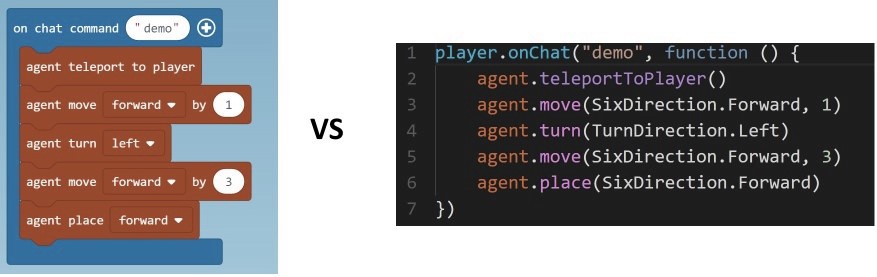 on chat command "demo"
agent teleport to player
agent move forward by 1
agent turn left
agent move forward by 3
agent place forward
VS
1 player.onChat("demo", function () {
2 agent.teleportToPlayer()
3 agent.move(SixDirection.Forward, 1)
4 agent.turn(TurnDirection.Left)
5 agent.move(SixDirection.Forward, 3)
6 agent.place(SixDirection.Forward)
7 })